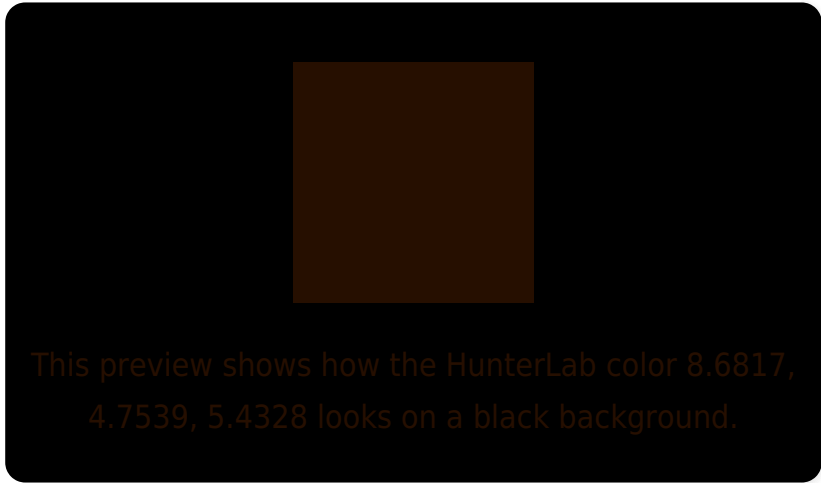 This preview shows how the HunterLab color 8.6817,
4.7539, 5.4328 looks on a black background.